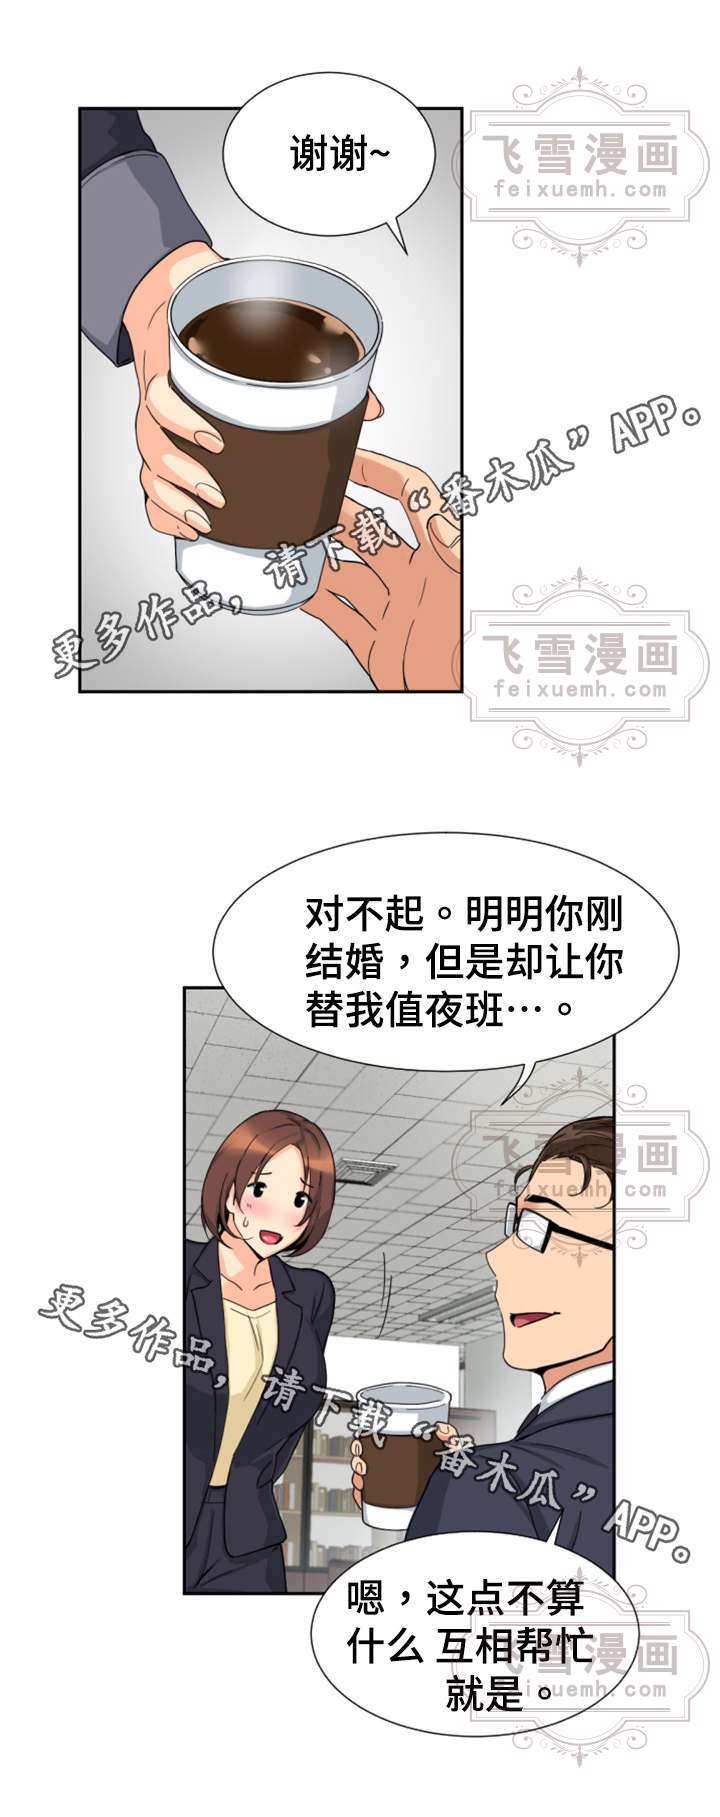 谢谢~
飞雪漫画
feixuemh.com
更多作品，请下载“番木瓜”APP。
飞雪漫画
feixuemh.com
对不起。明明你刚
结婚，但是却让你
替我值夜班…。
飞雪漫画
feixuemh.com
更多作品，请下载“番木瓜”APP。
嗯，这点不算
什么 互相帮忙
就是。
飞雪漫画
feixuemh.com